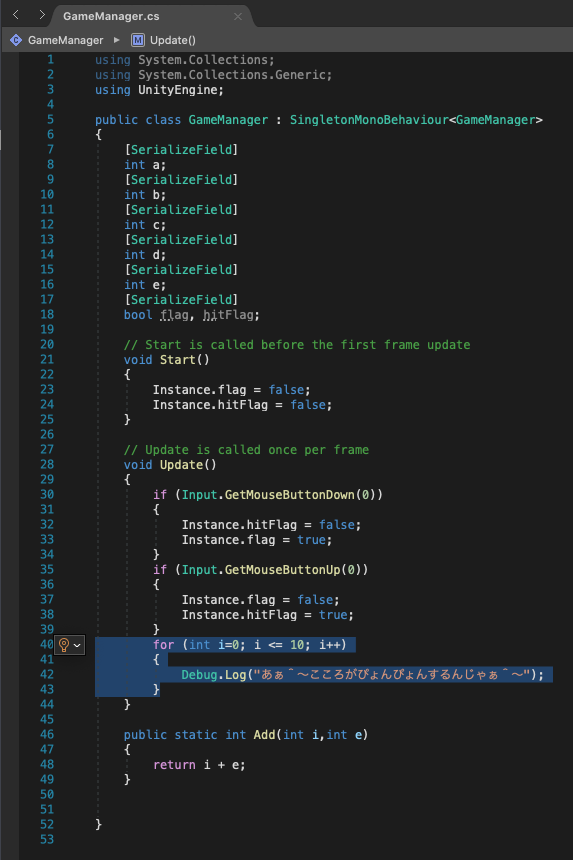 GameManager.cs
GameManager ▸ M Update()
1 using System.Collections;
2 using System.Collections.Generic;
3 using UnityEngine;
4
5 public class GameManager : SingletonMonoBehaviour<GameManager>
6 {
7 [SerializeField]
8 int a;
9 [SerializeField]
10 int b;
11 [SerializeField]
12 int c;
13 [SerializeField]
14 int d;
15 [SerializeField]
16 int e;
17 [SerializeField]
18 bool flag, hitFlag;
19
20 // Start is called before the first frame update
21 void Start()
22 {
23 Instance.flag = false;
24 Instance.hitFlag = false;
25 }
26
27 // Update is called once per frame
28 void Update()
29 {
30 if (Input.GetMouseButtonDown(0))
31 {
32 Instance.hitFlag = false;
33 Instance.flag = true;
34 }
35 if (Input.GetMouseButtonUp(0))
36 {
37 Instance.flag = false;
38 Instance.hitFlag = true;
39 }
40 for (int i=0; i <= 10; i++)
41 {
42 Debug.Log("あぁ＾～こころがぴょんぴょんするんじゃぁ＾～");
43 }
44 }
45
46 public static int Add(int i,int e)
47 {
48 return i + e;
49 }
50
51
52 }
53